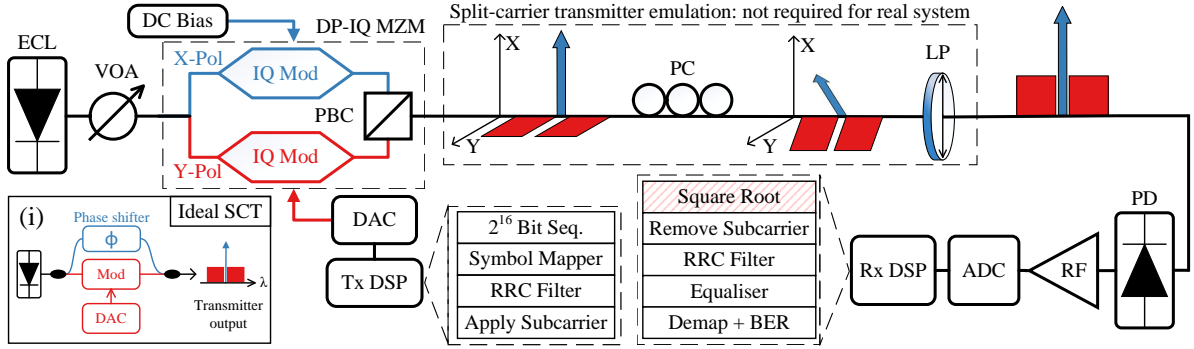 Split-carrier transmitter emulation: not required for real system
DC Bias
DP-IQ MZM
ECL
VOA
X-Pol
IQ Mod
PBC
Y-Pol
IQ Mod
X
Y
PC
X
Y
LP
(i)
Ideal SCT
Phase shifter
ϕ
Mod
DAC
λ
Transmitter
output
DAC
Tx DSP
2^16 Bit Seq.
Symbol Mapper
RRC Filter
Apply Subcarrier
Square Root
Remove Subcarrier
RRC Filter
Equaliser
Demap + BER
Rx DSP
ADC
RF
PD